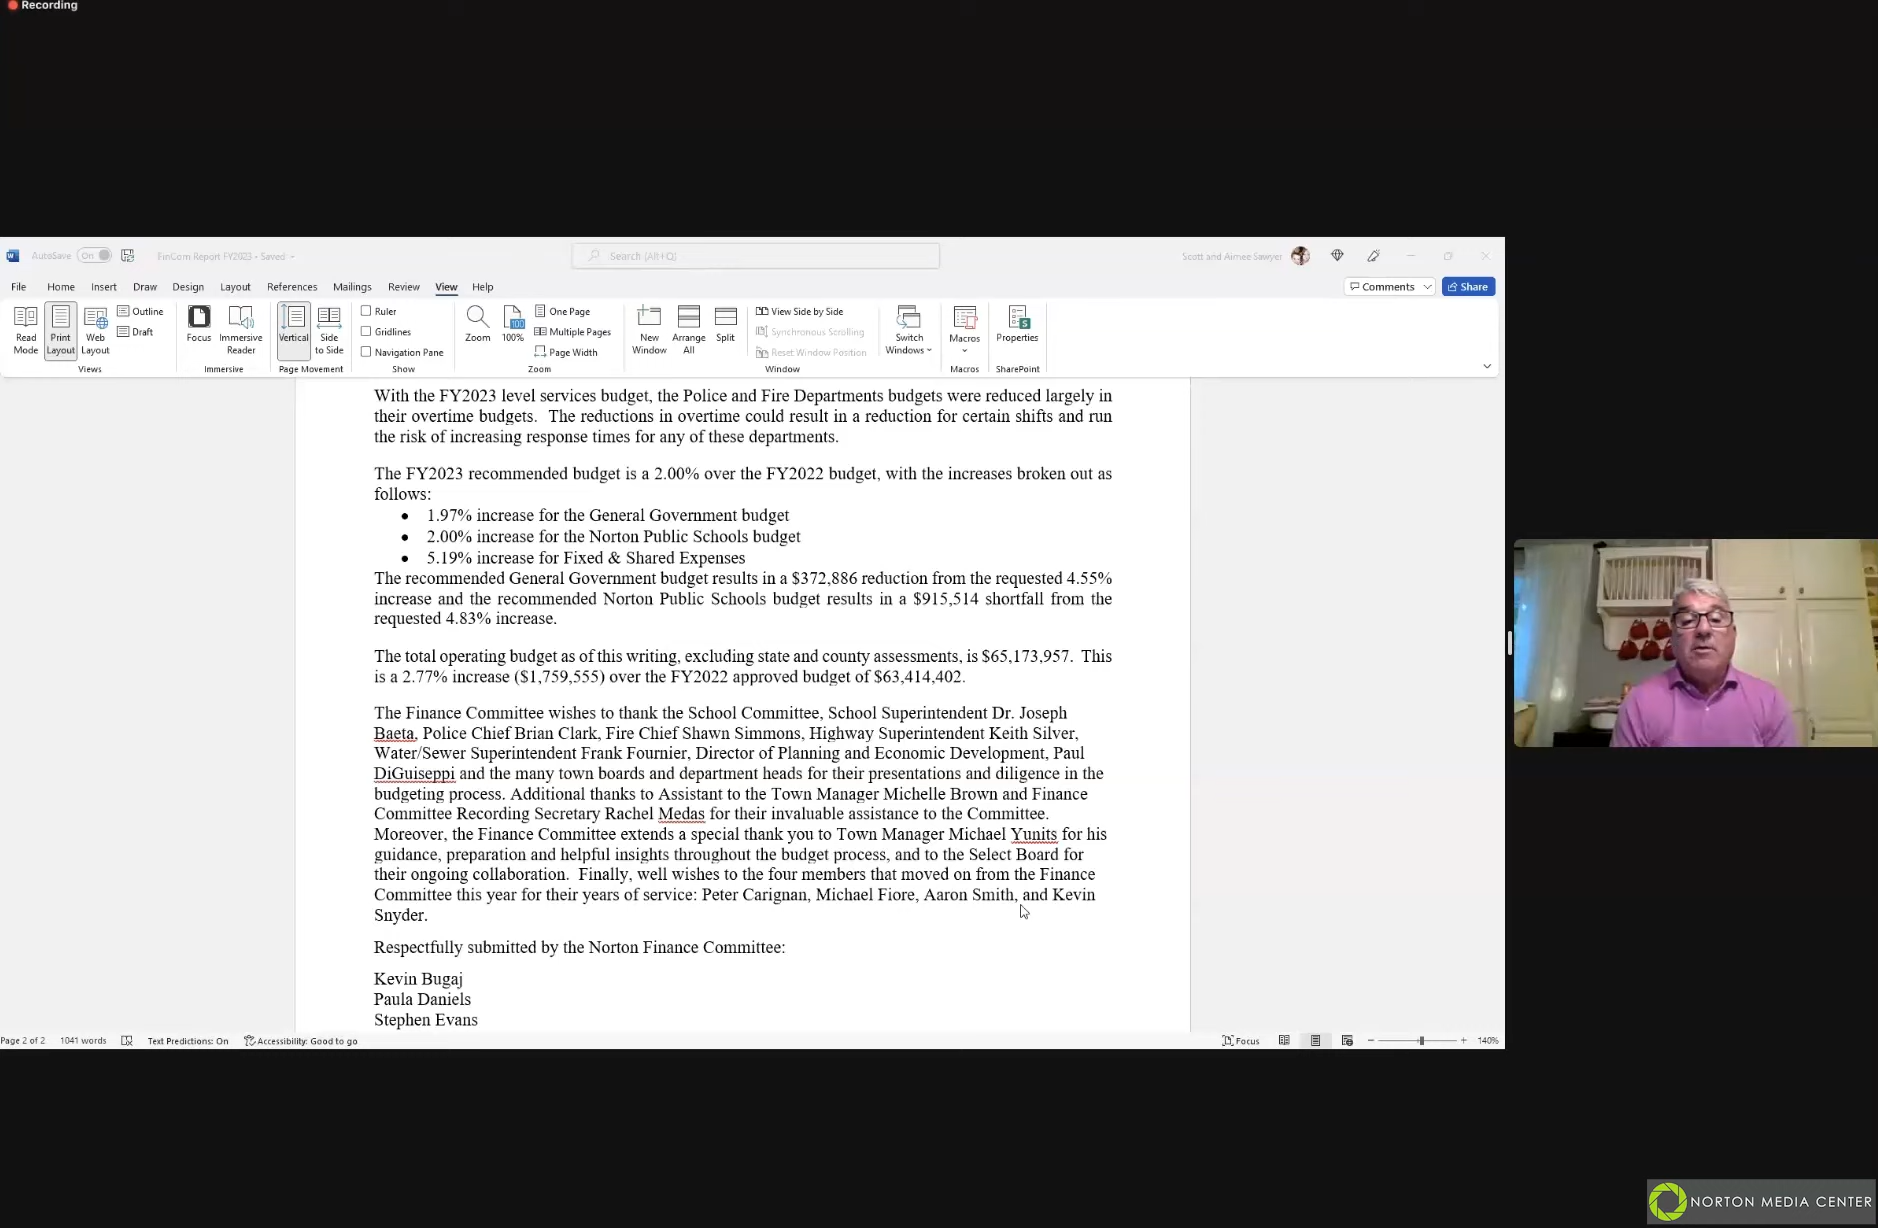 Recording
AutoSave On FinCom Report FY2023 - Saved Search (Alt+Q) Scott and Aimee Sawyer
File Home Insert Draw Design Layout References Mailings Review View Help Comments Share
Read Mode
Print Layout
Web Layout
Outline
Draft
Views
Focus
Immersive Reader
Immersive
Vertical
Side to Side
Page Movement
Ruler
Gridlines
Navigation Pane
Show
Zoom
100
100%
One Page
Multiple Pages
Page Width
Zoom
New Window
Arrange All
Split
View Side by Side
Synchronous Scrolling
Reset Window Position
Switch Windows
Window
Macros
Macros
Properties
SharePoint
With the FY2023 level services budget, the Police and Fire Departments budgets were reduced largely in
their overtime budgets. The reductions in overtime could result in a reduction for certain shifts and run
the risk of increasing response times for any of these departments.
The FY2023 recommended budget is a 2.00% over the FY2022 budget, with the increases broken out as
follows:
• 1.97% increase for the General Government budget
• 2.00% increase for the Norton Public Schools budget
• 5.19% increase for Fixed & Shared Expenses
The recommended General Government budget results in a $372,886 reduction from the requested 4.55%
increase and the recommended Norton Public Schools budget results in a $915,514 shortfall from the
requested 4.83% increase.
The total operating budget as of this writing, excluding state and county assessments, is $65,173,957. This
is a 2.77% increase ($1,759,555) over the FY2022 approved budget of $63,414,402.
The Finance Committee wishes to thank the School Committee, School Superintendent Dr. Joseph
Baeta, Police Chief Brian Clark, Fire Chief Shawn Simmons, Highway Superintendent Keith Silver,
Water/Sewer Superintendent Frank Fournier, Director of Planning and Economic Development, Paul
DiGuiseppi and the many town boards and department heads for their presentations and diligence in the
budgeting process. Additional thanks to Assistant to the Town Manager Michelle Brown and Finance
Committee Recording Secretary Rachel Medas for their invaluable assistance to the Committee.
Moreover, the Finance Committee extends a special thank you to Town Manager Michael Yunits for his
guidance, preparation and helpful insights throughout the budget process, and to the Select Board for
their ongoing collaboration. Finally, well wishes to the four members that moved on from the Finance
Committee this year for their years of service: Peter Carignan, Michael Fiore, Aaron Smith, and Kevin
Snyder.
Respectfully submitted by the Norton Finance Committee:
Kevin Bugaj
Paula Daniels
Stephen Evans
Page 2 of 2 1041 words Text Predictions: On Accessibility: Good to go Focus 140%
NORTON MEDIA CENTER